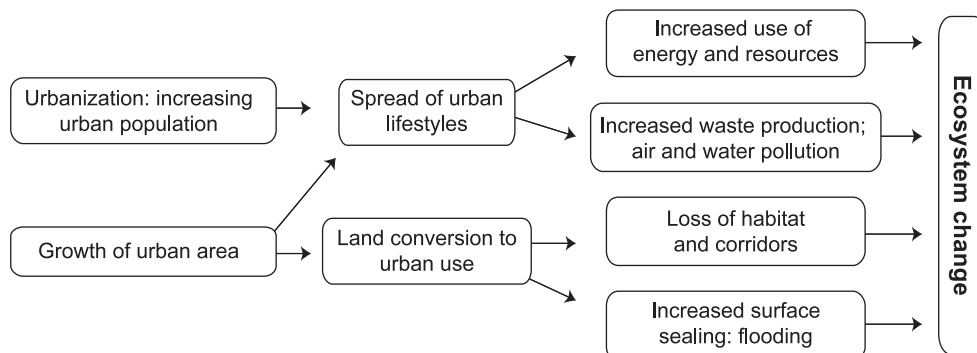 Urbanization: increasing
urban population
Growth of urban area
Spread of urban
lifestyles
Land conversion to
urban use
Increased use of
energy and resources
Increased waste production;
air and water pollution
Loss of habitat
and corridors
Increased surface
sealing: flooding
Ecosystem change